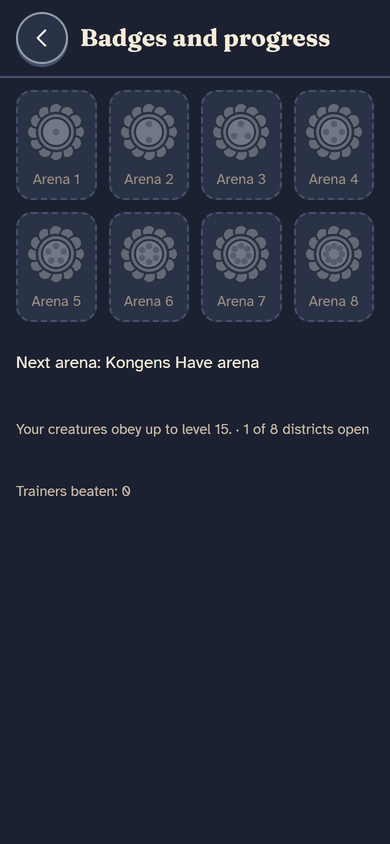 Badges and progress
Arena 1
Arena 2
Arena 3
Arena 4
Arena 5
Arena 6
Arena 7
Arena 8
Next arena: Kongens Have arena
Your creatures obey up to level 15. · 1 of 8 districts open
Trainers beaten: 0